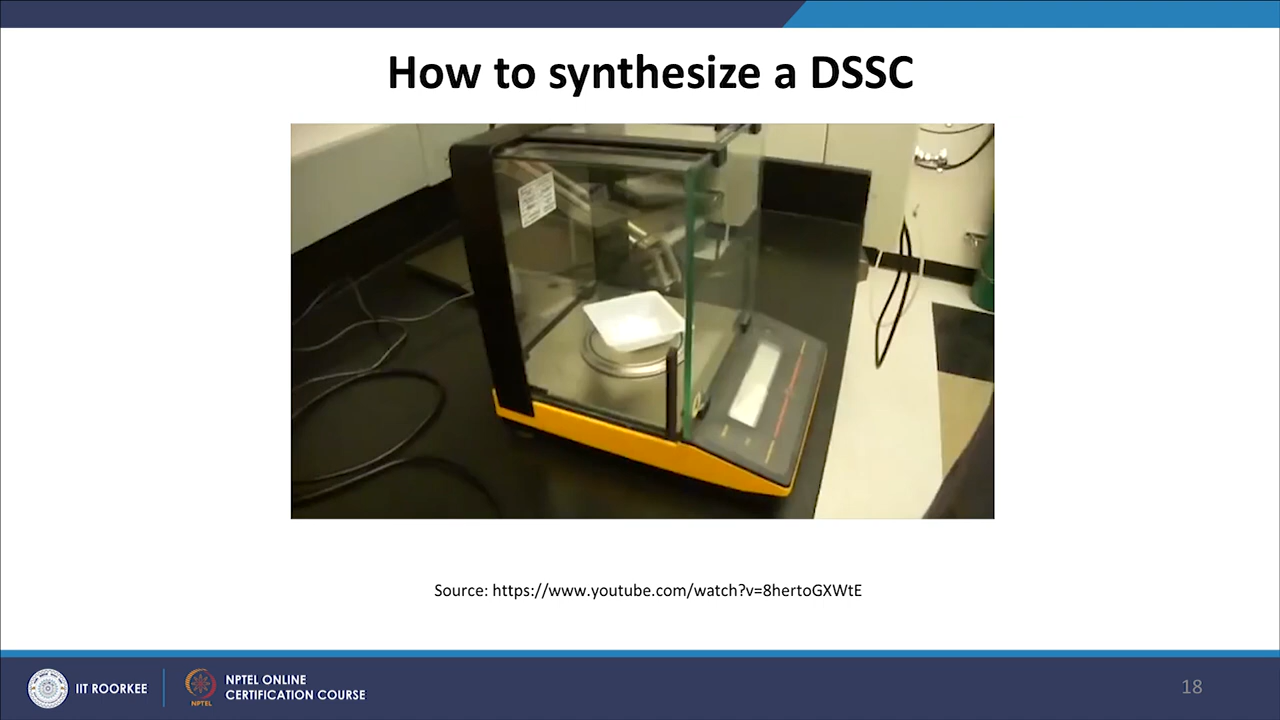 How to synthesize a DSSC
Source: https://www.youtube.com/watch?v=8hertoGXWtE
IIT ROORKEE
NPTEL
NPTEL ONLINE
CERTIFICATION COURSE
18